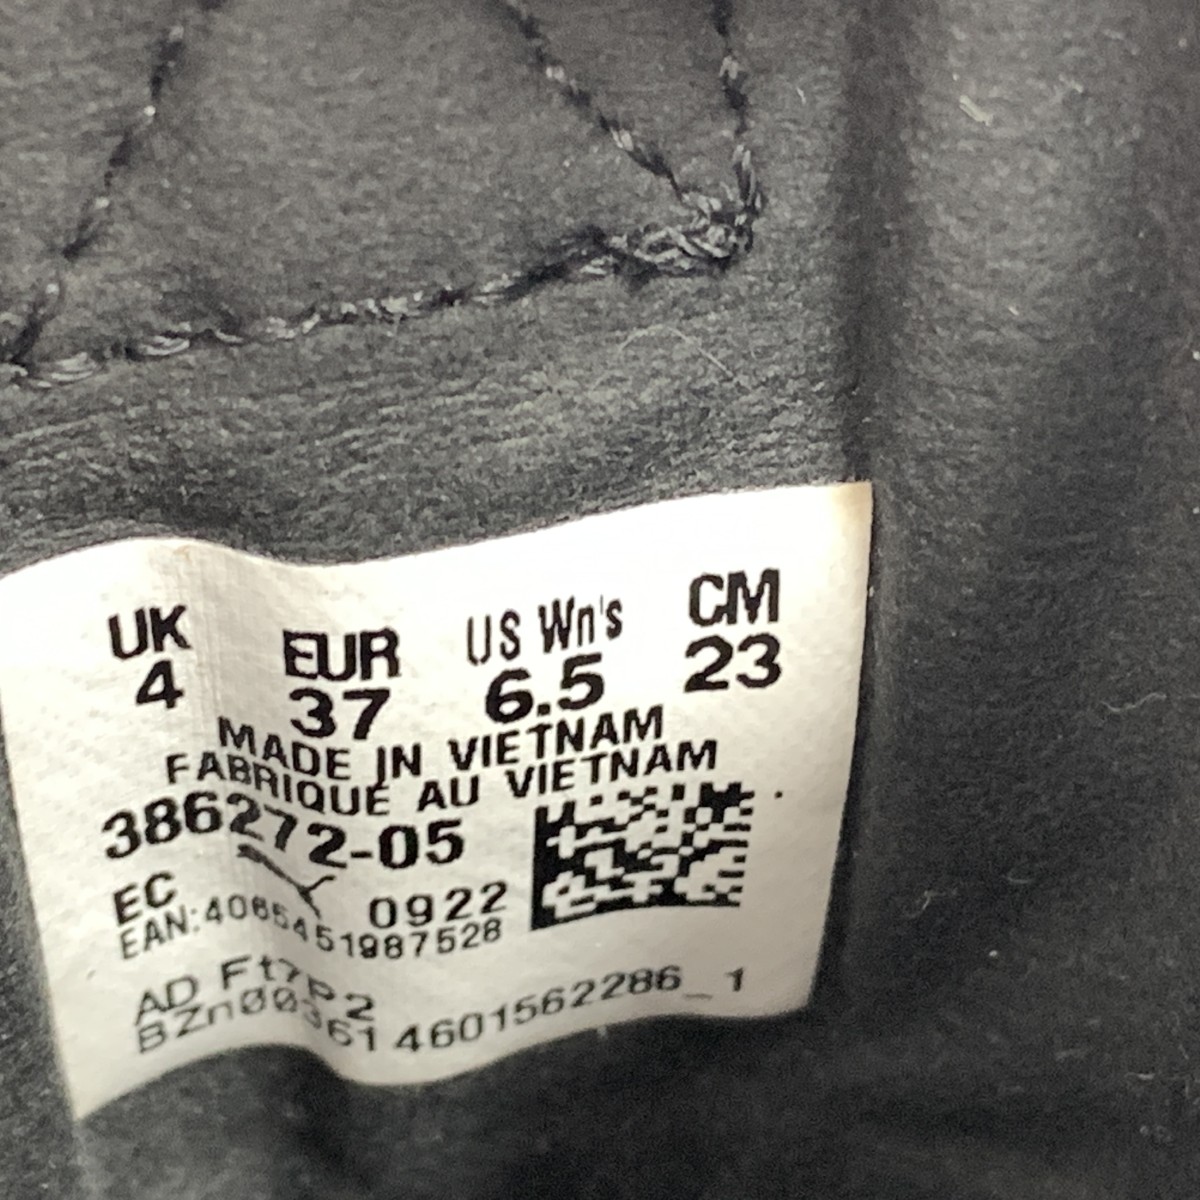 UK EUR US Wn's CM
4 37 6.5 23
MADE IN VIETNAM
FABRIQUE AU VIETNAM
386272-05
EC 0922
EAN:4065451987528
AD Ft7P2
BZn00361 4601562286_1